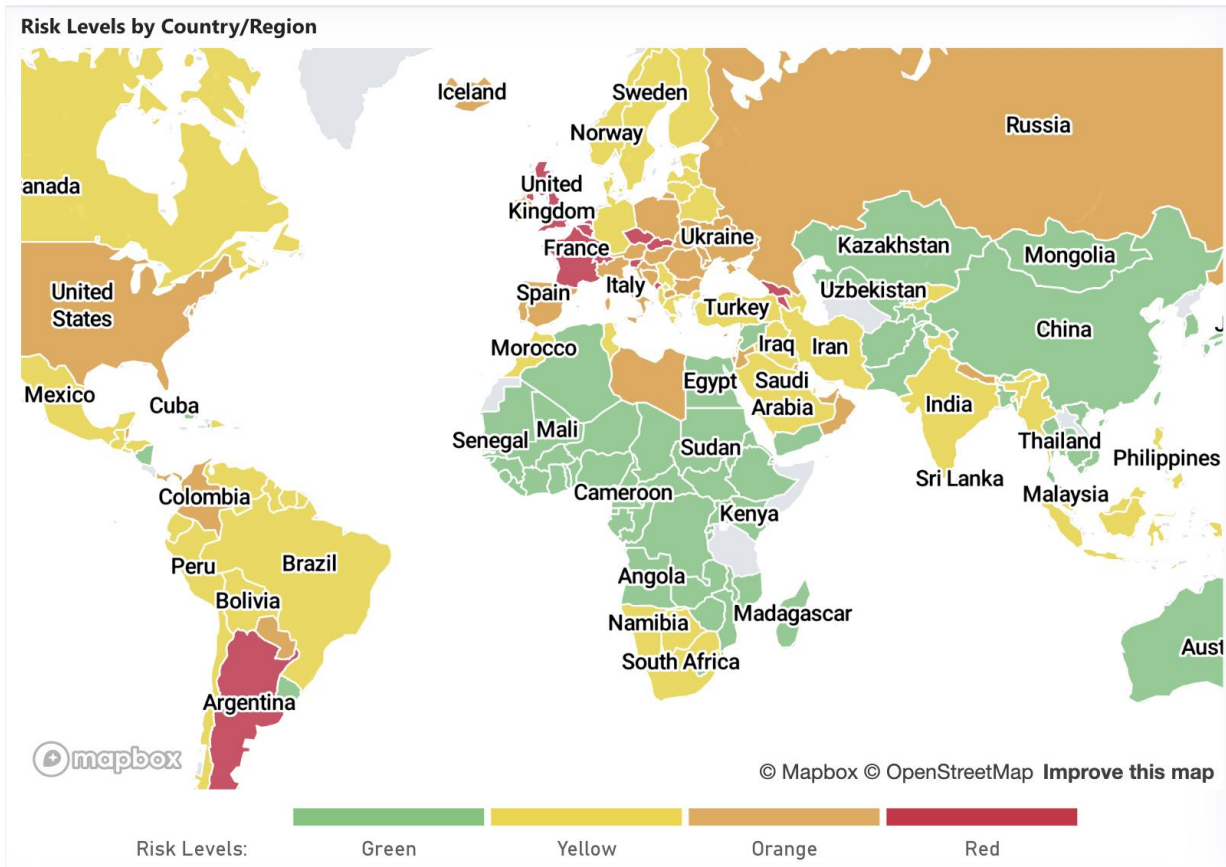 Risk Levels by Country/Region
Iceland
Sweden
Russia
Norway
anada
United
Kingdom
Ukraine
France
Kazakhstan
Mongolia
United
States
Spain
Italy
Uzbekistan
Turkey
China
J
Morocco
Iraq
Iran
Mexico
Cuba
Egypt
Saudi
Arabia
India
Senegal
Mali
Sudan
Thailand
Philippines
Colombia
Cameroon
Sri Lanka
Malaysia
Kenya
Peru
Brazil
Angola
Bolivia
Namibia
Madagascar
South Africa
Aust
Argentina
mapbox
© Mapbox © OpenStreetMap Improve this map
Risk Levels: Green Yellow Orange Red